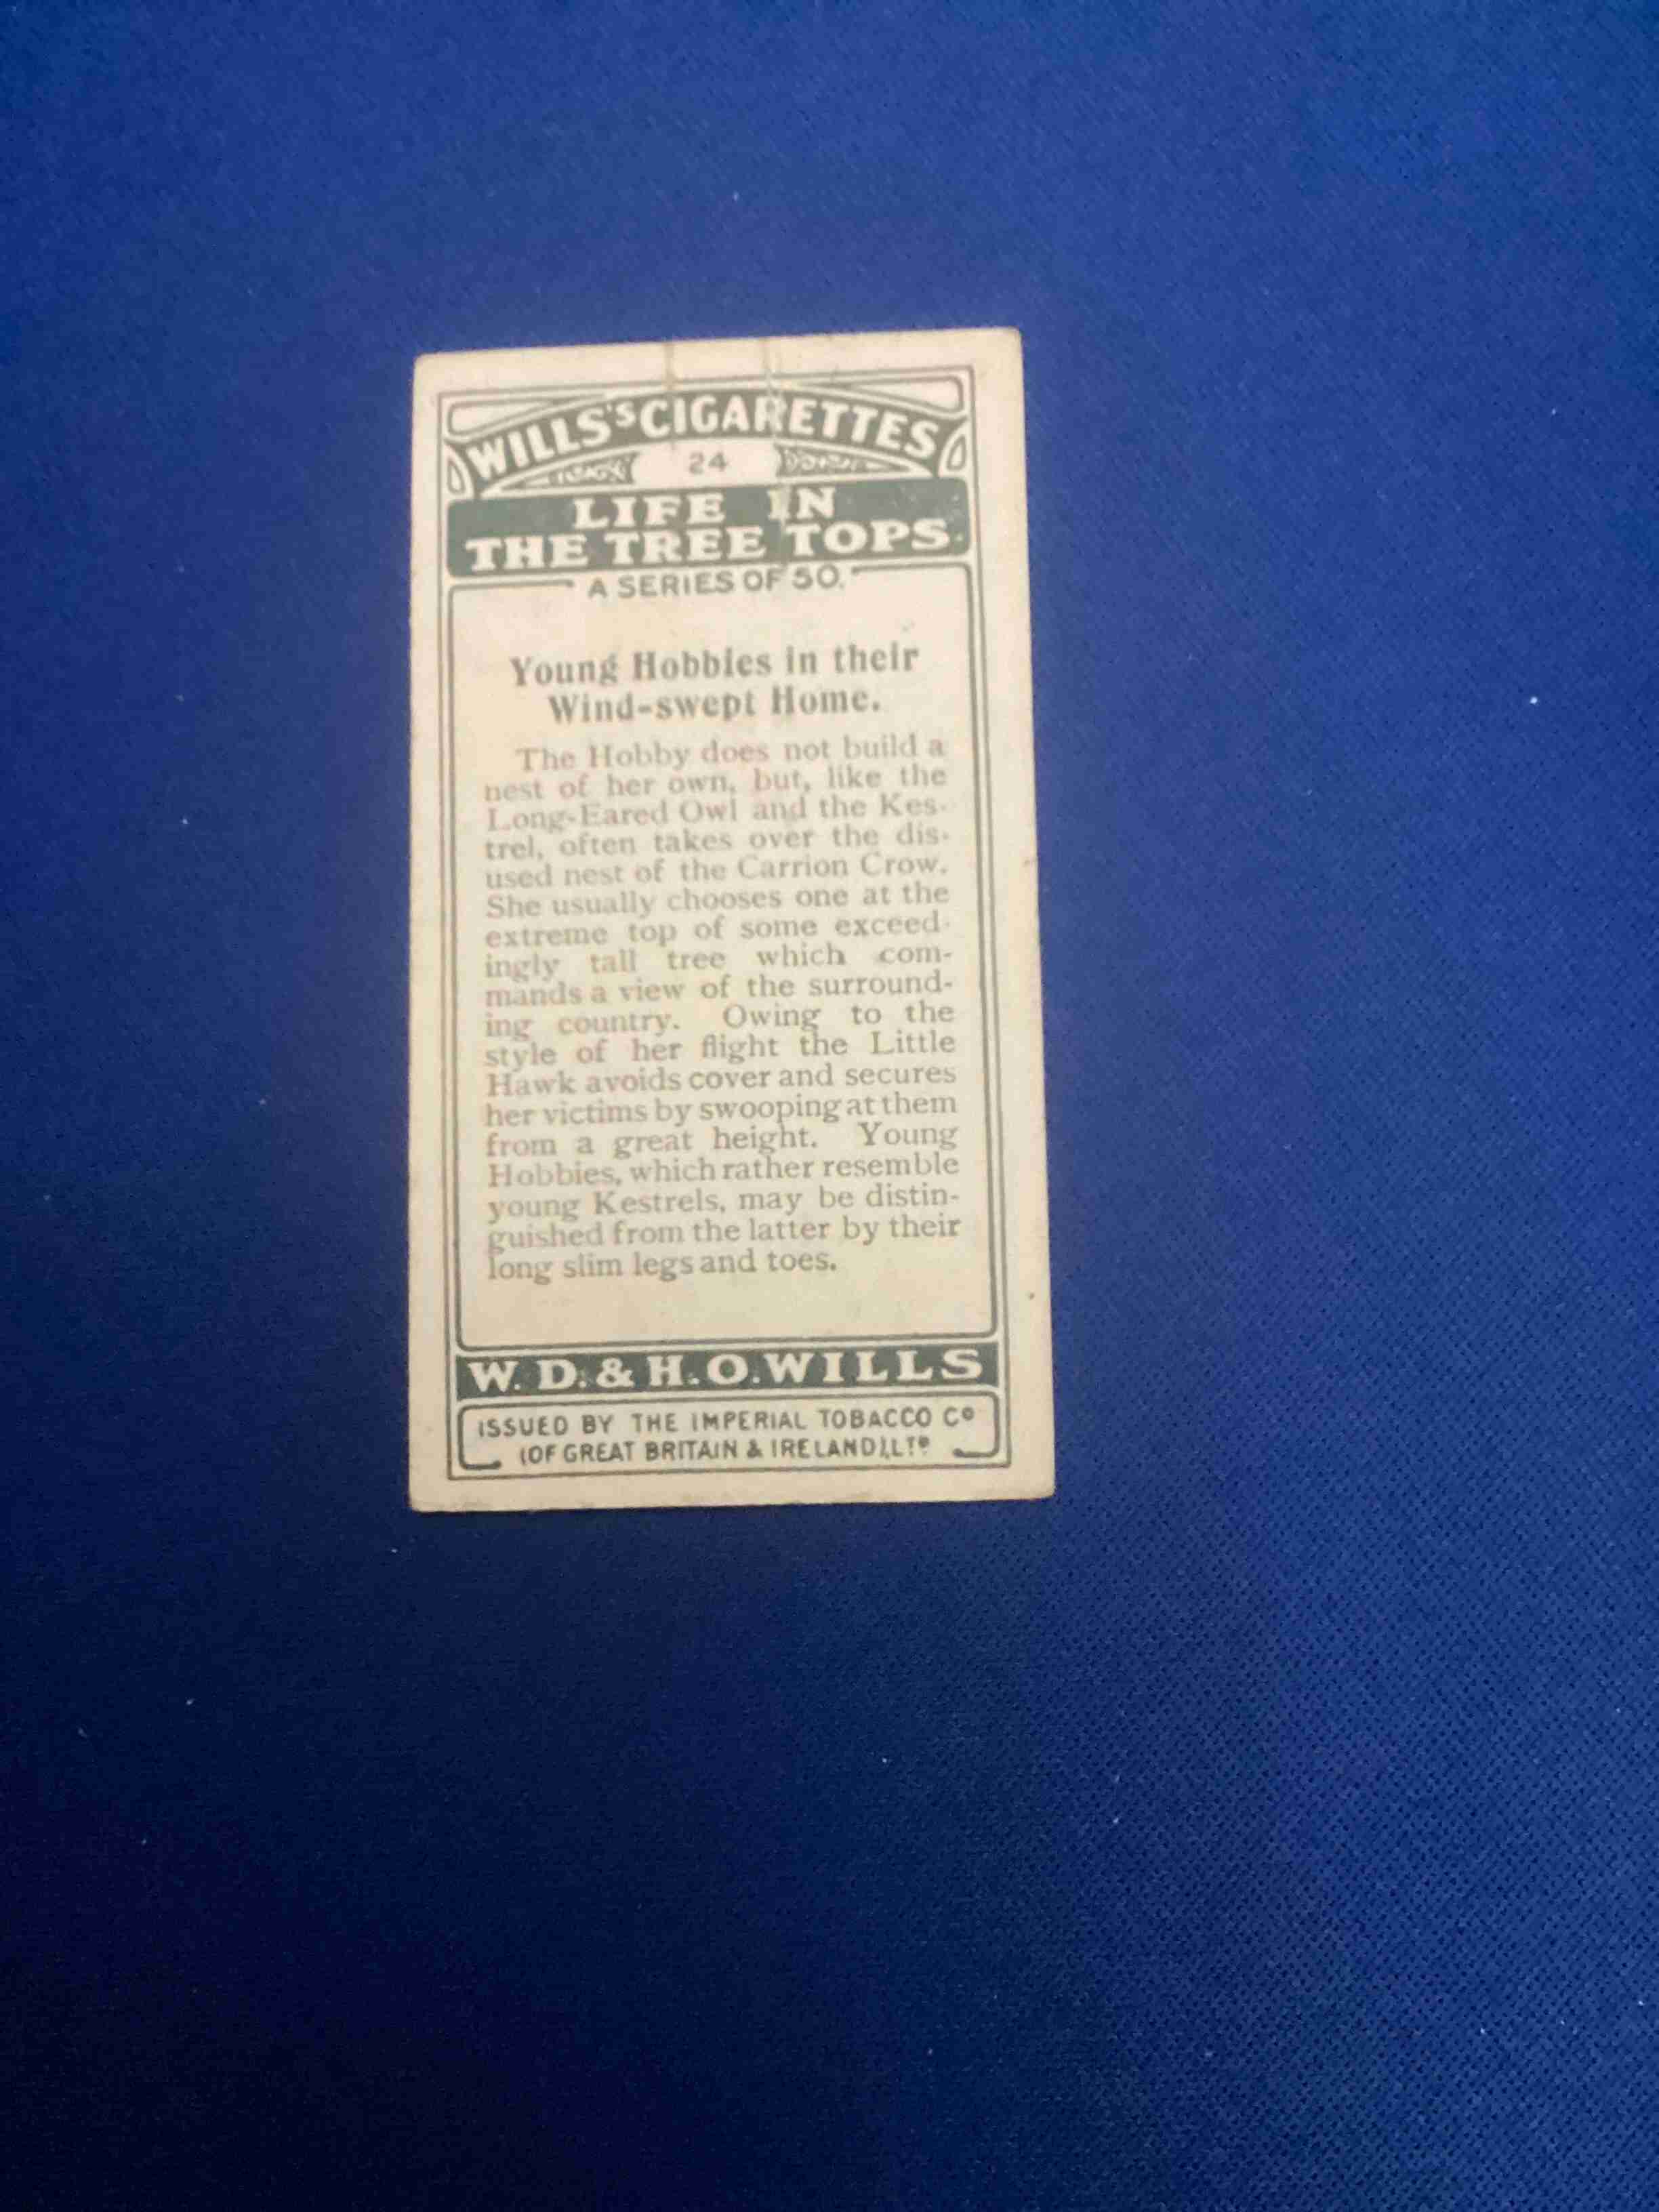 WILLS'S CIGARETTES
24
LIFE IN
THE TREE TOPS.
A SERIES OF 50.
Young Hobbies in their
Wind-swept Home.
The Hobby does not build a
nest of her own, but, like the
Long-Eared Owl and the Kes-
trel, often takes over the dis-
used nest of the Carrion Crow.
She usually chooses one at the
extreme top of some exceed-
ingly tall tree which com-
mands a view of the surround-
ing country. Owing to the
style of her flight the Little
Hawk avoids cover and secures
her victims by swooping at them
from a great height. Young
Hobbies, which rather resemble
young Kestrels, may be distin-
guished from the latter by their
long slim legs and toes.
W. D. & H. O. WILLS
ISSUED BY THE IMPERIAL TOBACCO Cº
(OF GREAT BRITAIN & IRELAND), LTD